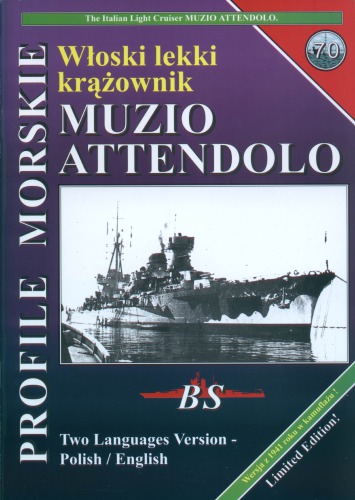 The Italian Light Cruiser MUZIO ATTENDOLO.
70
PROFILE MORSKIE
Włoski lekki
krążownik
MUZIO
ATTENDOLO
BS
Two Languages Version -
Polish / English
Wersja z 1941 roku w kamuflażu !
Limited Edition!